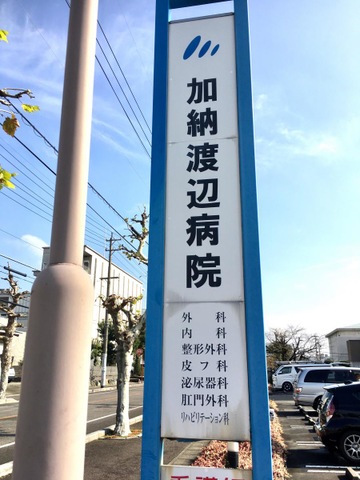 加納渡辺病院
外科
内科
整形外科
皮フ科
泌尿器科
肛門外科
リハビリテーション科